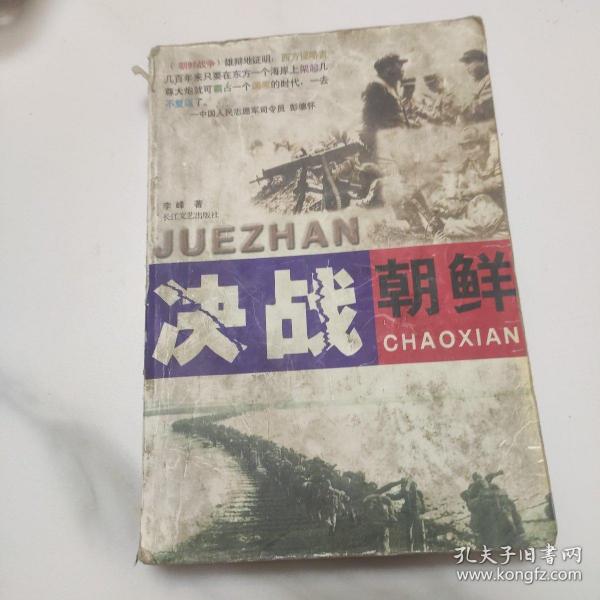 （朝鲜战争）雄辩地证明，西方侵略者
几百年来只要在东方一个海岸上架起几
尊大炮就可霸占一个国家的时代，一去
不复返了。
—中国人民志愿军司令员 彭德怀
李峰 著
长江文艺出版社
JUEZHAN
决战朝鲜
CHAOXIAN
孔夫子旧书网
www.kongfz.com